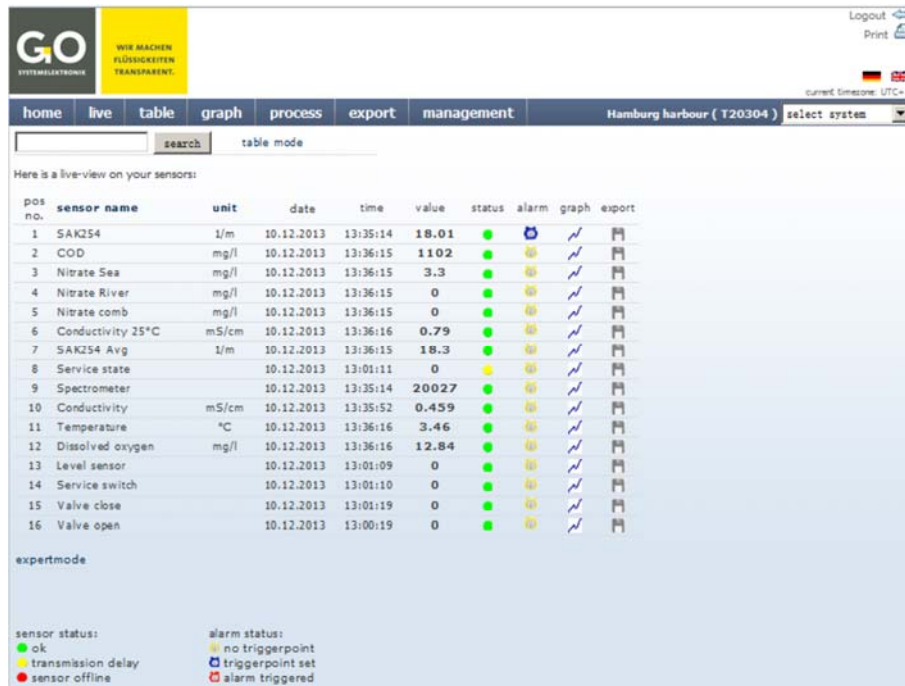 Logout
Print
GO
SYSTEMELEKTRONIK
WIR MACHEN
FLÜSSIGKEITEN
TRANSPARENT.
current timezone: UTC+
home live table graph process export management Hamburg harbour ( T20304 ) select system
search table mode
Here is a live-view on your sensors:
pos no. sensor name unit date time value status alarm graph export
1 SAK254 1/m 10.12.2013 13:35:14 18.01
2 COD mg/l 10.12.2013 13:36:15 1102
3 Nitrate Sea mg/l 10.12.2013 13:36:15 3.3
4 Nitrate River mg/l 10.12.2013 13:36:15 0
5 Nitrate comb mg/l 10.12.2013 13:36:15 0
6 Conductivity 25°C mS/cm 10.12.2013 13:36:16 0.79
7 SAK254 Avg 1/m 10.12.2013 13:36:15 18.3
8 Service state 10.12.2013 13:01:11 0
9 Spectrometer 10.12.2013 13:35:14 20027
10 Conductivity mS/cm 10.12.2013 13:35:52 0.459
11 Temperature °C 10.12.2013 13:36:16 3.46
12 Dissolved oxygen mg/l 10.12.2013 13:36:16 12.84
13 Level sensor 10.12.2013 13:01:09 0
14 Service switch 10.12.2013 13:01:10 0
15 Valve close 10.12.2013 13:01:19 0
16 Valve open 10.12.2013 13:00:19 0
expertmode
sensor status: alarm status:
ok no triggerpoint
transmission delay triggerpoint set
sensor offline alarm triggered